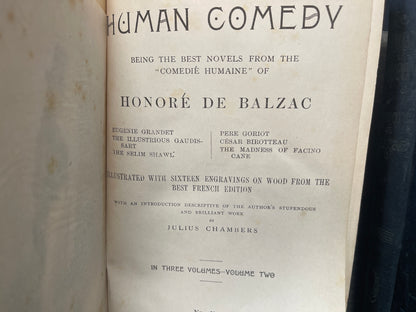 HUMAN COMEDY
BEING THE BEST NOVELS FROM THE
"COMEDIÉ HUMAINE" OF
HONORÉ DE BALZAC
EUGENIE GRANDET
THE ILLUSTRIOUS GAUDIS-
SART
THE SELIM SHAWL
PERE GORIOT
CÉSAR BIROTTEAU
THE MADNESS OF FACINO
CANE
ILLUSTRATED WITH SIXTEEN ENGRAVINGS ON WOOD FROM THE
BEST FRENCH EDITION
WITH AN INTRODUCTION DESCRIPTIVE OF THE AUTHOR'S STUPENDOUS
AND BRILLIANT WORK
BY
JULIUS CHAMBERS
IN THREE VOLUMES—VOLUME TWO